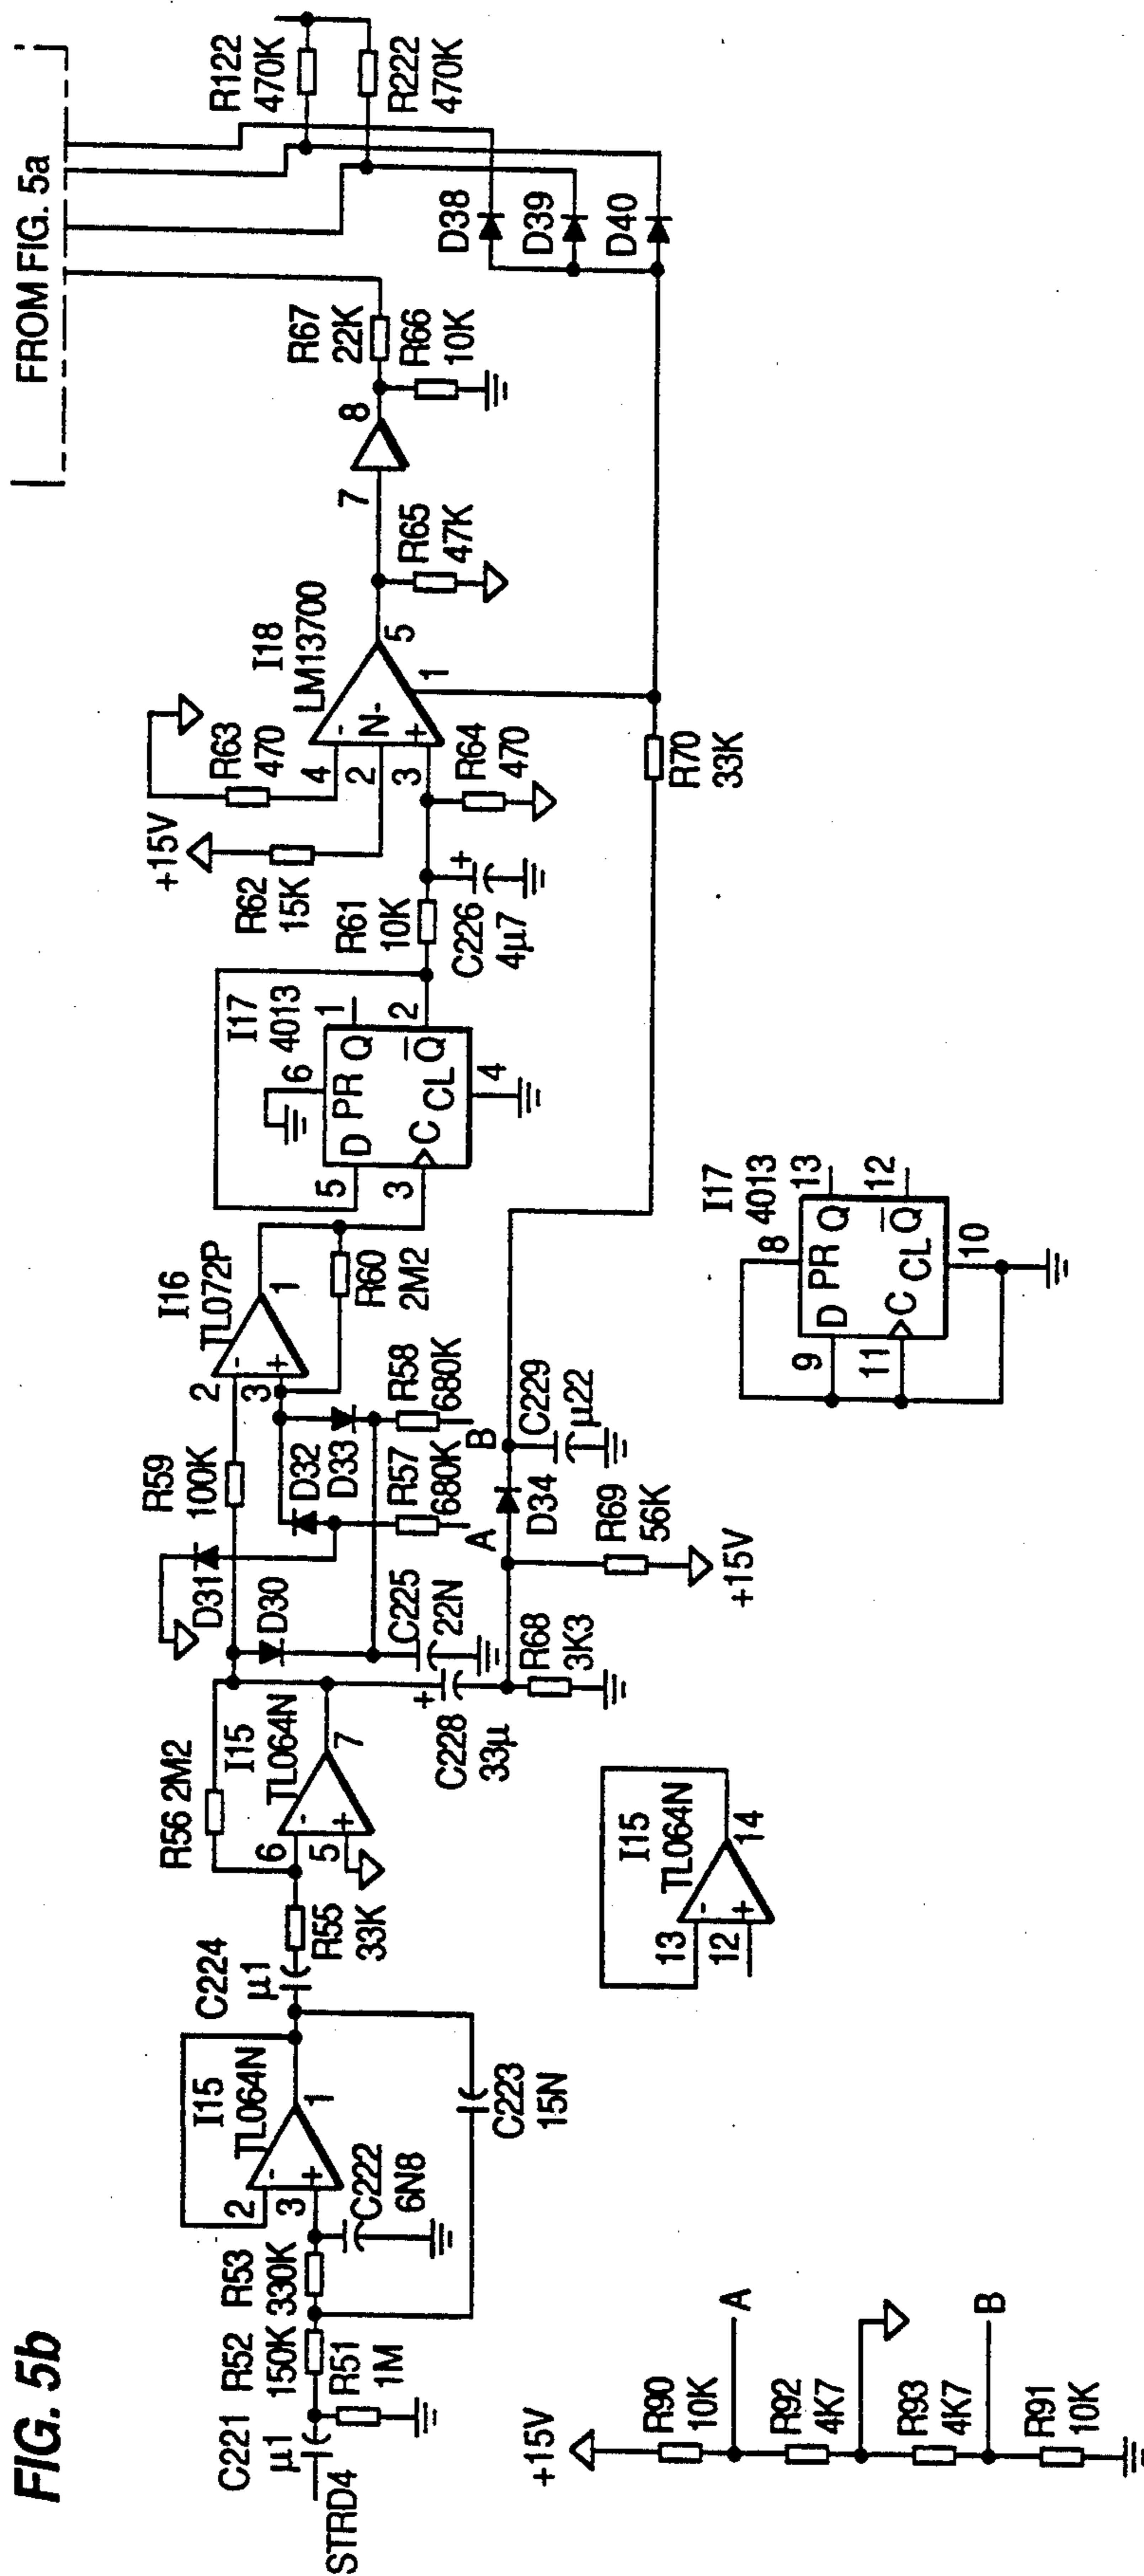 FIG. 5b
FROM FIG. 5a
STRD4
C221
µ1
R52
150K
R51
1M
R53
330K
C222
6N8
I15
TL064N
2
3
-
+
1
C223
15N
C224
µ1
R55
33K
R56 2M2
I15
TL064N
6
5
-
+
7
C228
33µ
+
D30
D31
C225
22N
R59
100K
D32
D33
R57
680K
A
R58
680K
B
I16
TL072P
2
3
-
+
1
R60
2M2
I17
4013
6
5
3
D
PR
Q
1
C
CL
Q
2
4
R61
10K
C226
4µ7
+
+15V
R62
15K
R63
470
R64
470
I18
LM13700
4
2
3
-
N-
+
5
1
R65
47K
7
8
R66
10K
R67
22K
R122
470K
R222
470K
D38
D39
D40
R70
33K
R68
3K3
R69
56K
+15V
D34
C229
µ22
I15
TL064N
13
12
-
+
14
I17
4013
8
9
11
D
PR
Q
13
C
CL
Q
12
10
+15V
R90
10K
A
R92
4K7
R93
4K7
B
R91
10K